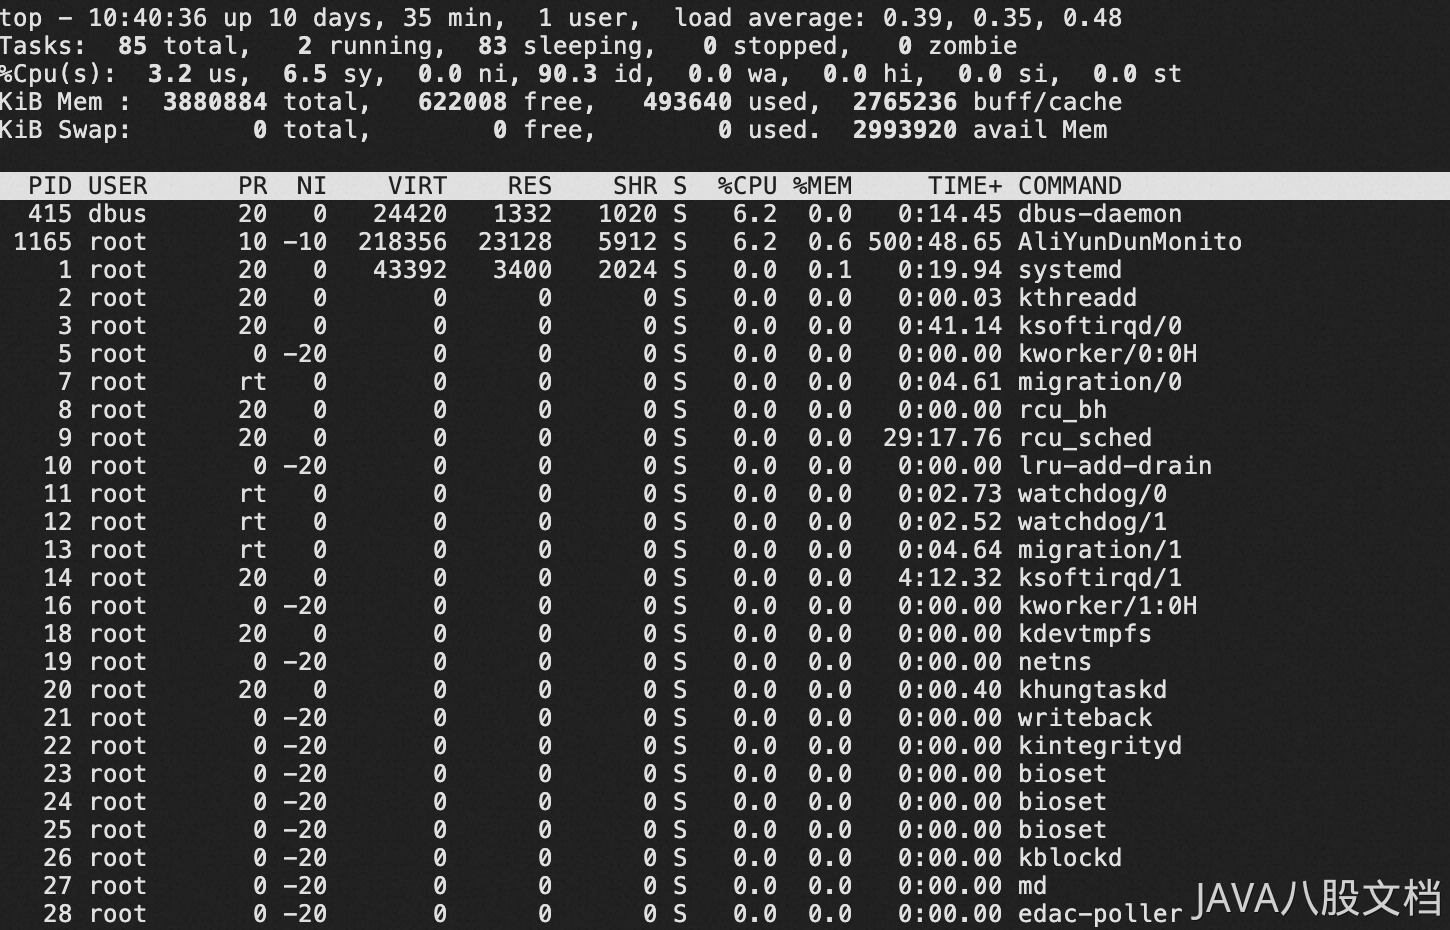 top - 10:40:36 up 10 days, 35 min,  1 user,  load average: 0.39, 0.35, 0.48
Tasks:  85 total,   2 running,  83 sleeping,   0 stopped,   0 zombie
%Cpu(s):  3.2 us,  6.5 sy,  0.0 ni, 90.3 id,  0.0 wa,  0.0 hi,  0.0 si,  0.0 st
KiB Mem :  3880884 total,   622008 free,   493640 used,  2765236 buff/cache
KiB Swap:        0 total,        0 free,        0 used.  2993920 avail Mem
PID USER      PR  NI    VIRT    RES    SHR S  %CPU %MEM     TIME+ COMMAND
415 dbus      20   0   24420   1332   1020 S   6.2  0.0   0:14.45 dbus-daemon
1165 root      10 -10  218356  23128   5912 S   6.2  0.6 500:48.65 AliYunDunMonito
1 root      20   0   43392   3400   2024 S   0.0  0.1   0:19.94 systemd
2 root      20   0       0      0      0 S   0.0  0.0   0:00.03 kthreadd
3 root      20   0       0      0      0 S   0.0  0.0   0:41.14 ksoftirqd/0
5 root       0 -20       0      0      0 S   0.0  0.0   0:00.00 kworker/0:0H
7 root      rt   0       0      0      0 S   0.0  0.0   0:04.61 migration/0
8 root      20   0       0      0      0 S   0.0  0.0   0:00.00 rcu_bh
9 root      20   0       0      0      0 S   0.0  0.0  29:17.76 rcu_sched
10 root       0 -20       0      0      0 S   0.0  0.0   0:00.00 lru-add-drain
11 root      rt   0       0      0      0 S   0.0  0.0   0:02.73 watchdog/0
12 root      rt   0       0      0      0 S   0.0  0.0   0:02.52 watchdog/1
13 root      rt   0       0      0      0 S   0.0  0.0   0:04.64 migration/1
14 root      20   0       0      0      0 S   0.0  0.0   4:12.32 ksoftirqd/1
16 root       0 -20       0      0      0 S   0.0  0.0   0:00.00 kworker/1:0H
18 root      20   0       0      0      0 S   0.0  0.0   0:00.00 kdevtmpfs
19 root       0 -20       0      0      0 S   0.0  0.0   0:00.00 netns
20 root      20   0       0      0      0 S   0.0  0.0   0:00.40 khungtaskd
21 root       0 -20       0      0      0 S   0.0  0.0   0:00.00 writeback
22 root       0 -20       0      0      0 S   0.0  0.0   0:00.00 kintegrityd
23 root       0 -20       0      0      0 S   0.0  0.0   0:00.00 bioset
24 root       0 -20       0      0      0 S   0.0  0.0   0:00.00 bioset
25 root       0 -20       0      0      0 S   0.0  0.0   0:00.00 bioset
26 root       0 -20       0      0      0 S   0.0  0.0   0:00.00 kblockd
27 root       0 -20       0      0      0 S   0.0  0.0   0:00.00 md
28 root       0 -20       0      0      0 S   0.0  0.0   0:00.00 edac-poller
JAVA八股文档